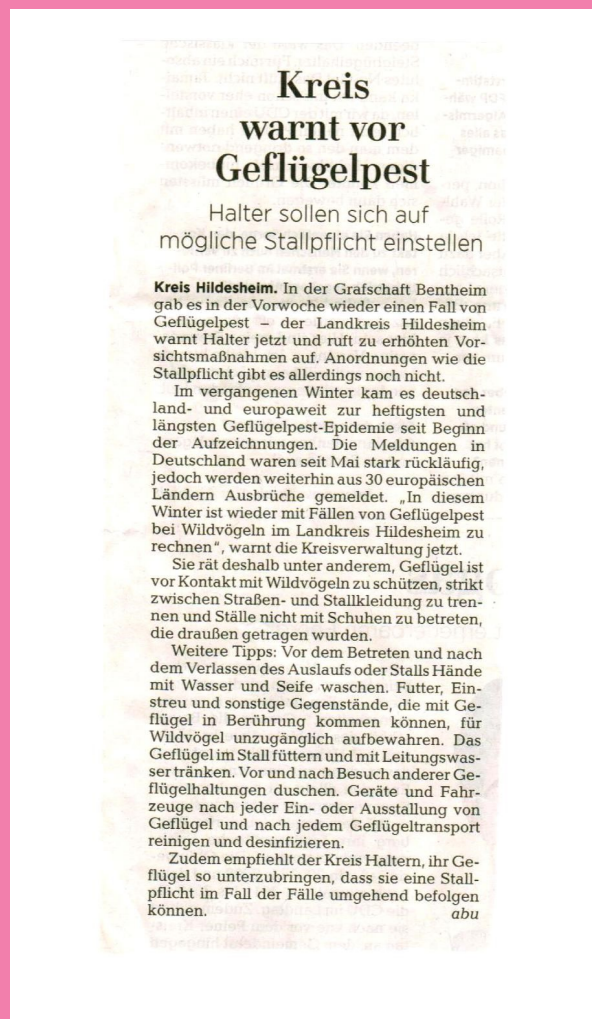 Kreis
warnt vor
Geflügelpest
Halter sollen sich auf
mögliche Stallpflicht einstellen
Kreis Hildesheim. In der Grafschaft Bentheim
gab es in der Vorwoche wieder einen Fall von
Geflügelpest – der Landkreis Hildesheim
warnt Halter jetzt und ruft zu erhöhten Vor-
sichtsmaßnahmen auf. Anordnungen wie die
Stallpflicht gibt es allerdings noch nicht.
Im vergangenen Winter kam es deutsch-
land- und europaweit zur heftigsten und
längsten Geflügelpest-Epidemie seit Beginn
der Aufzeichnungen. Die Meldungen in
Deutschland waren seit Mai stark rückläufig,
jedoch werden weiterhin aus 30 europäischen
Ländern Ausbrüche gemeldet. „In diesem
Winter ist wieder mit Fällen von Geflügelpest
bei Wildvögeln im Landkreis Hildesheim zu
rechnen“, warnt die Kreisverwaltung jetzt.
Sie rät deshalb unter anderem, Geflügel ist
vor Kontakt mit Wildvögeln zu schützen, strikt
zwischen Straßen- und Stallkleidung zu tren-
nen und Ställe nicht mit Schuhen zu betreten,
die draußen getragen wurden.
Weitere Tipps: Vor dem Betreten und nach
dem Verlassen des Auslaufs oder Stalls Hände
mit Wasser und Seife waschen. Futter, Ein-
streu und sonstige Gegenstände, die mit Ge-
flügel in Berührung kommen können, für
Wildvögel unzugänglich aufbewahren. Das
Geflügel im Stall füttern und mit Leitungswas-
ser tränken. Vor und nach Besuch anderer Ge-
flügelhaltungen duschen. Geräte und Fahr-
zeuge nach jeder Ein- oder Ausstallung von
Geflügel und nach jedem Geflügeltransport
reinigen und desinfizieren.
Zudem empfiehlt der Kreis Haltern, ihr Ge-
flügel so unterzubringen, dass sie eine Stall-
pflicht im Fall der Fälle umgehend befolgen
können. abu